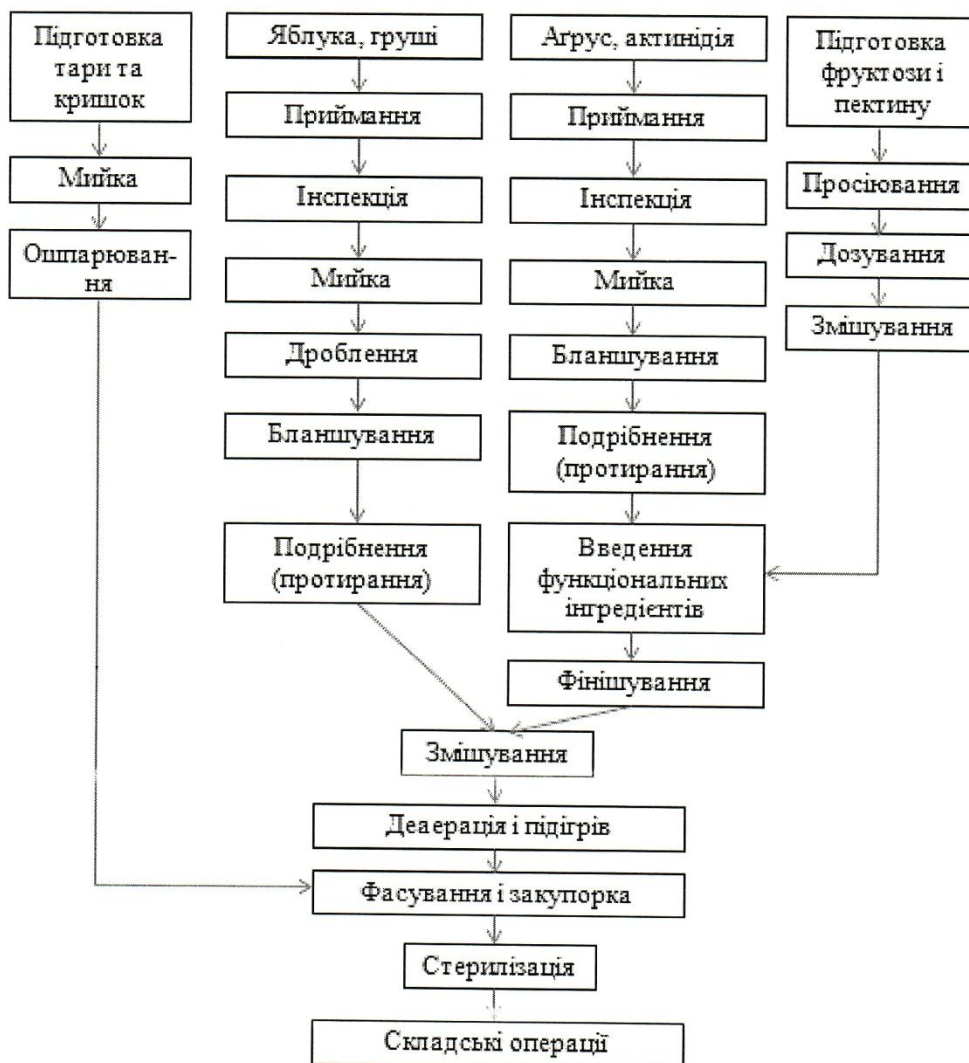 Підготовка
тари та
кришок
Мийка
Ошпарюван-
ня
Яблука, груші
Приймання
Інспекція
Мийка
Дроблення
Бланшування
Подрібнення
(протирання)
Аґрус, актинідія
Приймання
Інспекція
Мийка
Бланшування
Подрібнення
(протирання)
Введення
функціональних
інгредієнтів
Фінішування
Підготовка
фруктози і
пектину
Просіювання
Дозування
Змішування
Змішування
Деаерація і підігрів
Фасування і закупорка
Стерилізація
Складські операції